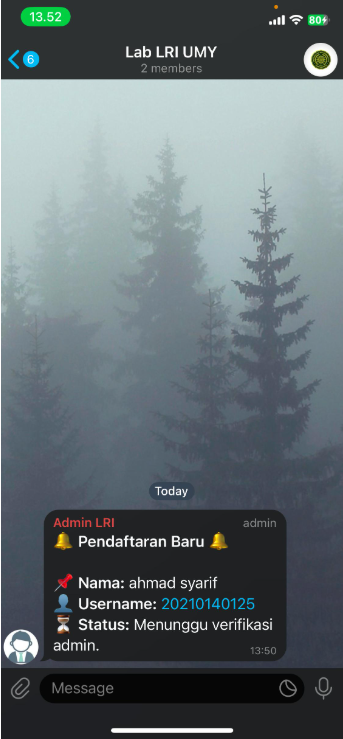 13.52
80
6
Lab LRI UMY
2 members
Today
Admin LRI admin
🔔 Pendaftaran Baru 🔔
📌 Nama: ahmad syarif
👤 Username: 20210140125
⏳ Status: Menunggu verifikasi
admin.
13:50
Message